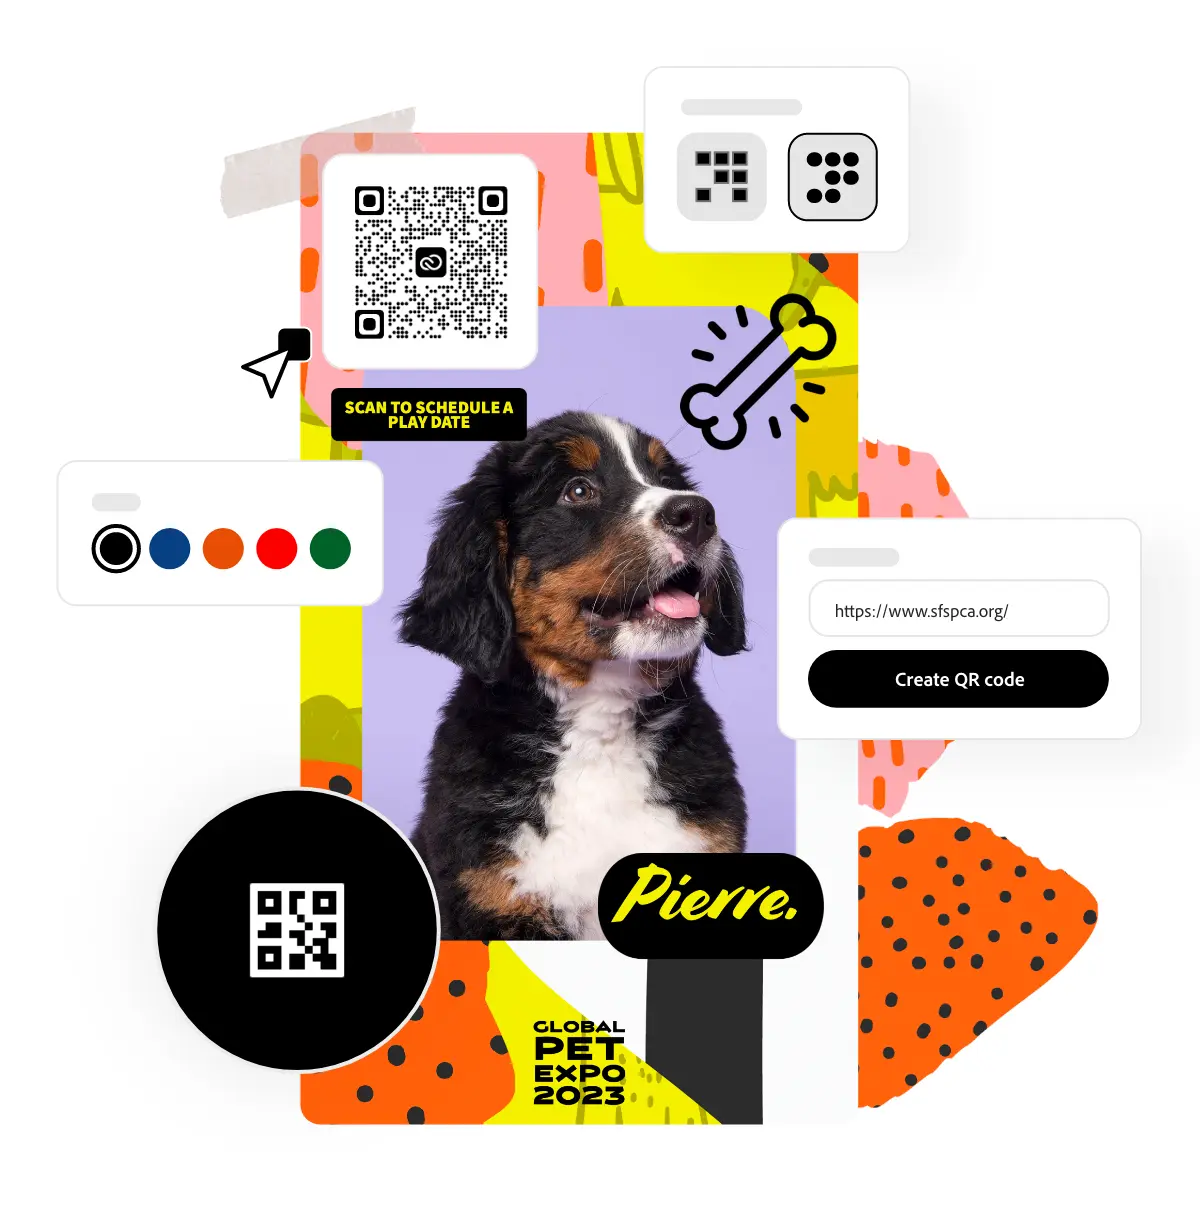 SCAN TO SCHEDULE A
PLAY DATE
https://www.sfspca.org/
Create QR code
Pierre.
GLOBAL
PET
EXPO
2023